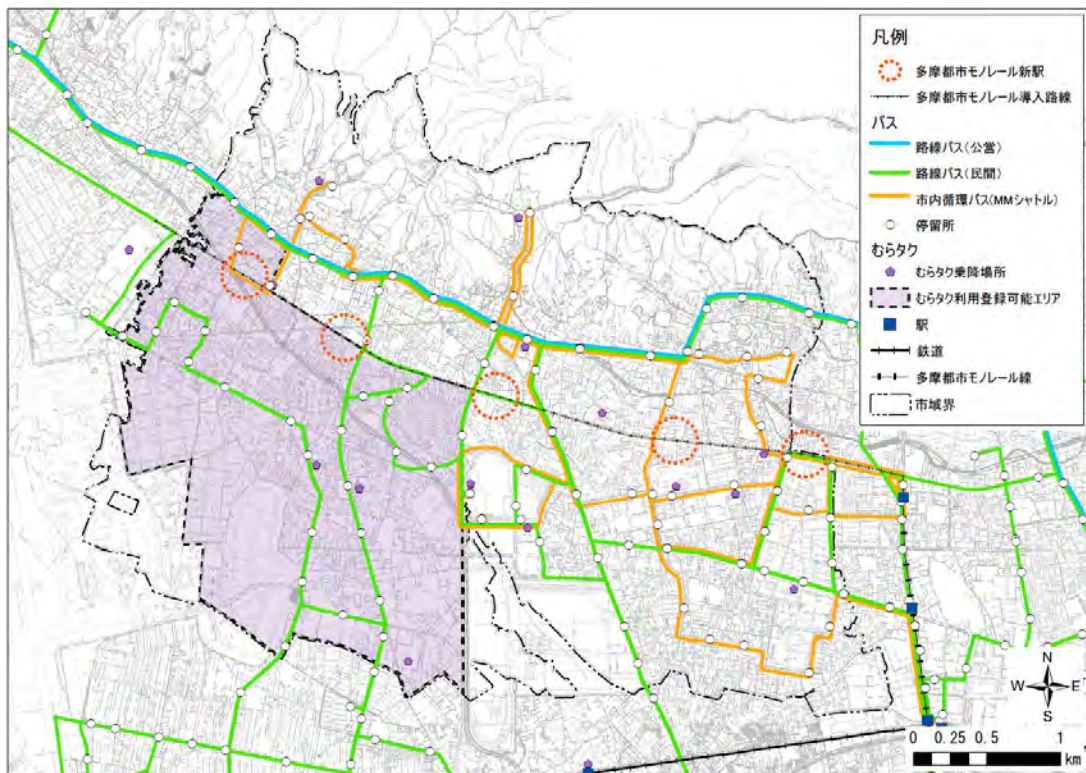 凡例
多摩都市モノレール新駅
多摩都市モノレール導入路線
バス
路線バス(公営)
路線バス(民間)
市内循環バス(MMシャトル)
停留所
むらタク
むらタク乗降場所
むらタク利用登録可能エリア
駅
鉄道
多摩都市モノレール線
市域界
N
W E
S
0 0.25 0.5 1
km